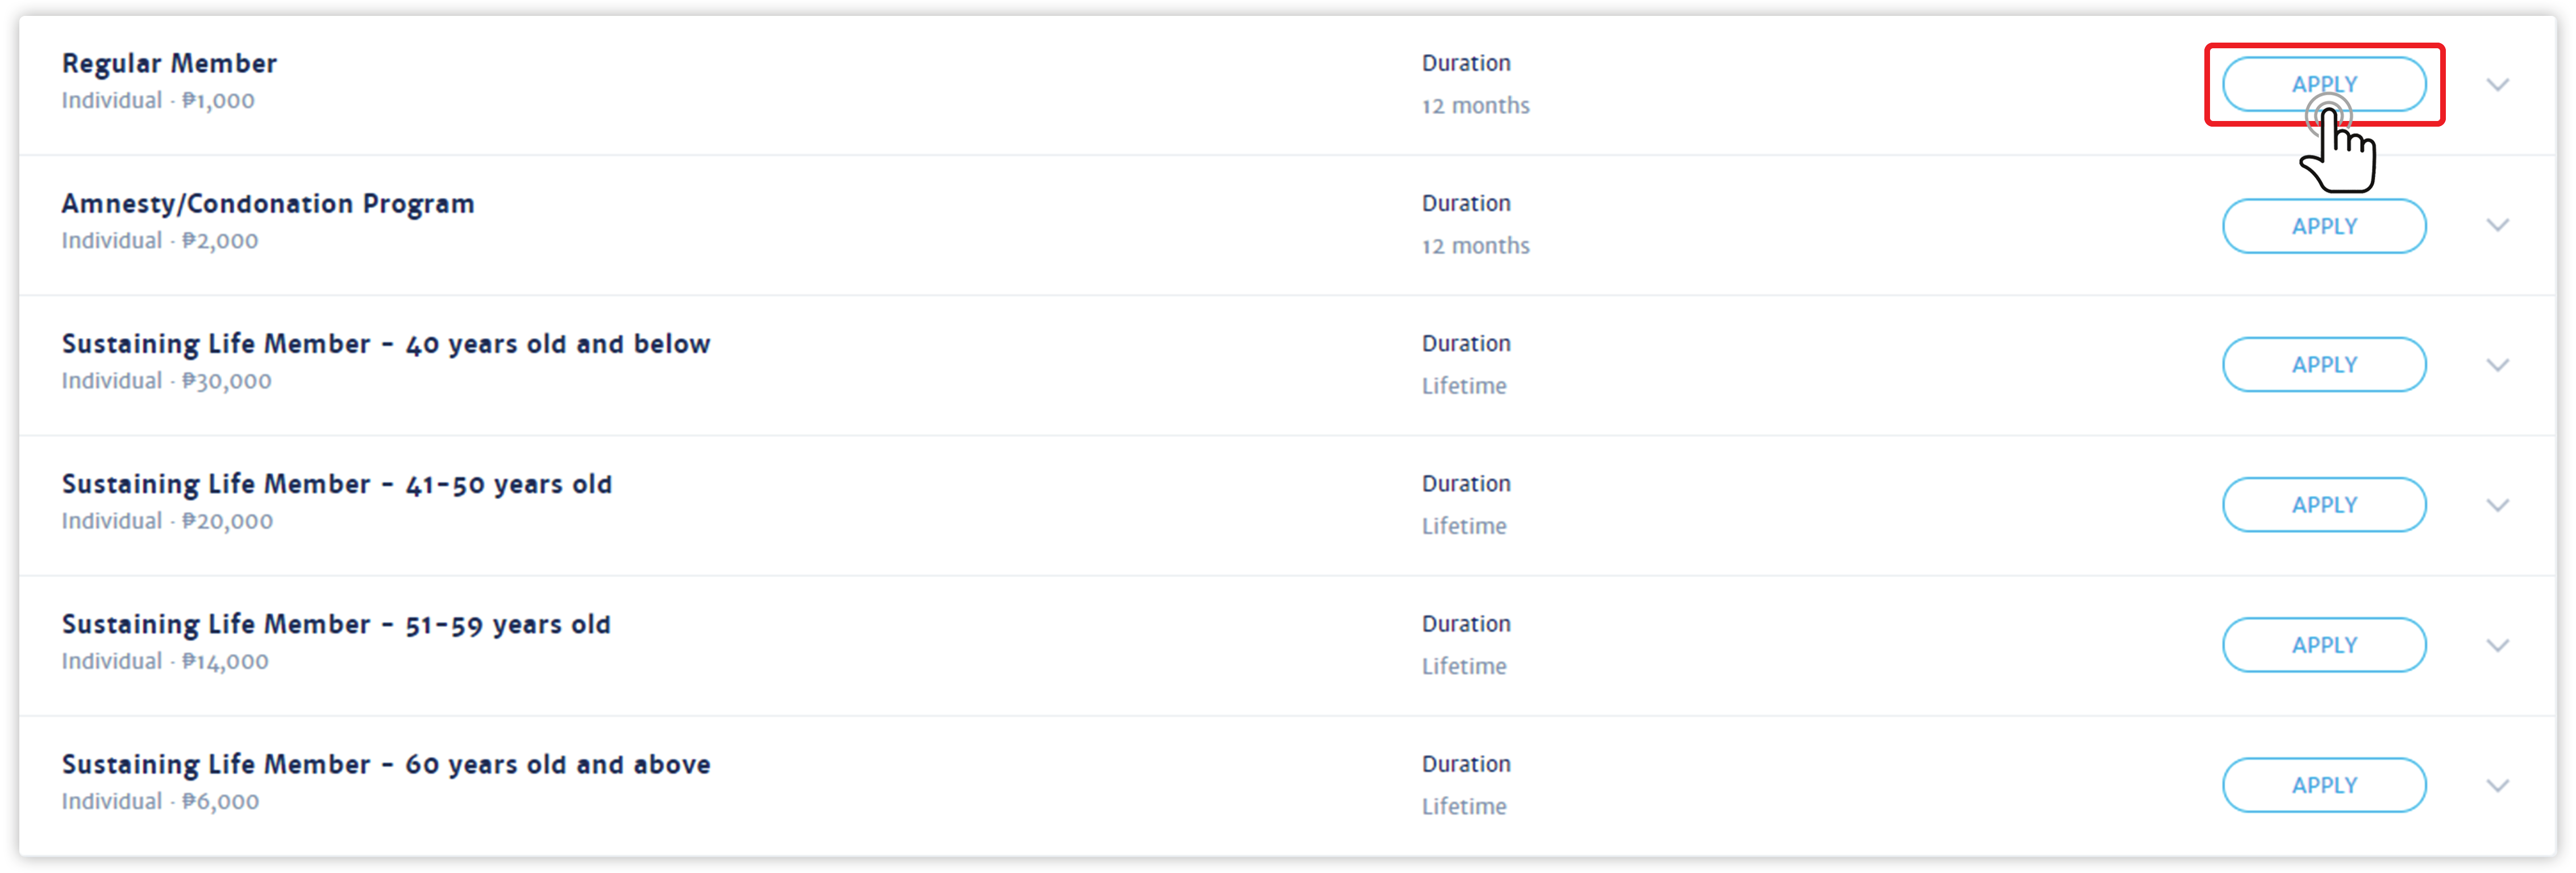 Regular Member
Individual · ₱1,000
Duration
12 months
APPLY
Amnesty/Condonation Program
Individual · ₱2,000
Duration
12 months
APPLY
Sustaining Life Member - 40 years old and below
Individual · ₱30,000
Duration
Lifetime
APPLY
Sustaining Life Member - 41-50 years old
Individual · ₱20,000
Duration
Lifetime
APPLY
Sustaining Life Member - 51-59 years old
Individual · ₱14,000
Duration
Lifetime
APPLY
Sustaining Life Member - 60 years old and above
Individual · ₱6,000
Duration
Lifetime
APPLY